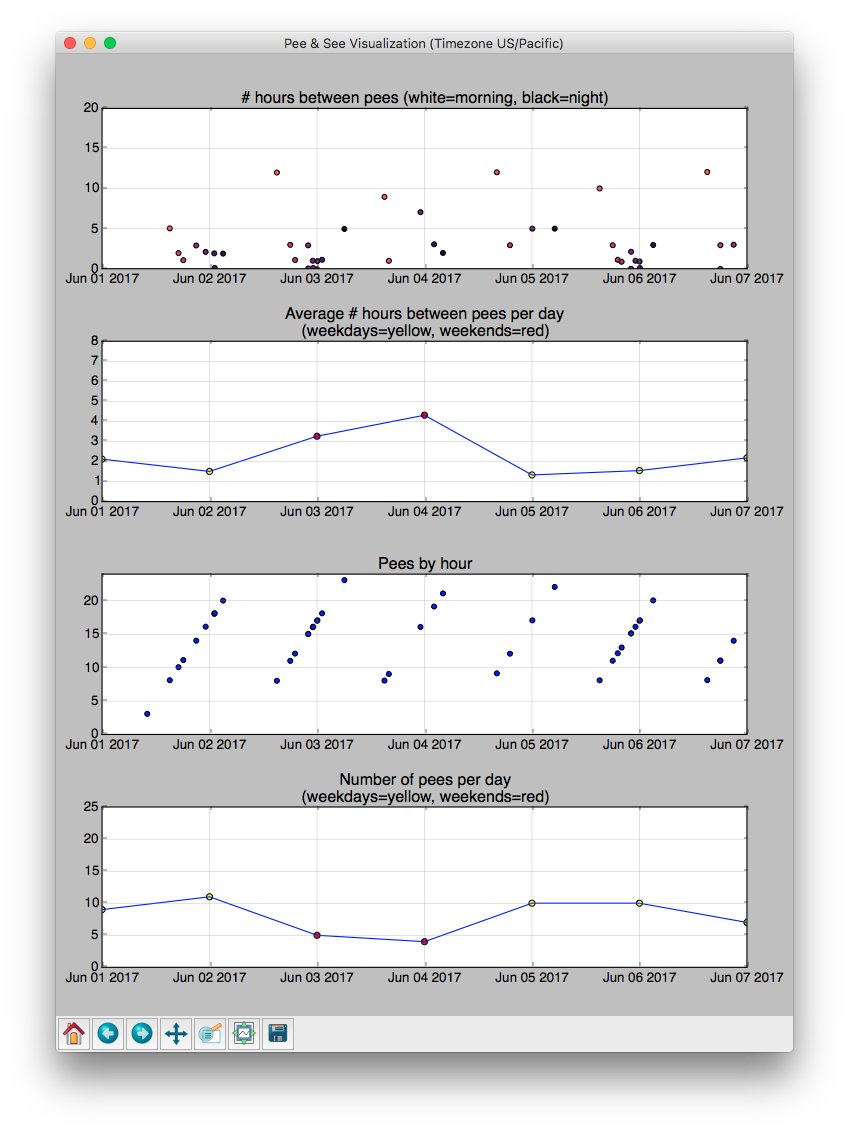 Pee & See Visualization (Timezone US/Pacific)
# hours between pees (white=morning, black=night)
20
15
10
5
0
Jun 01 2017 Jun 02 2017 Jun 03 2017 Jun 04 2017 Jun 05 2017 Jun 06 2017 Jun 07 2017
Average # hours between pees per day
(weekdays=yellow, weekends=red)
8
7
6
5
4
3
2
1
0
Jun 01 2017 Jun 02 2017 Jun 03 2017 Jun 04 2017 Jun 05 2017 Jun 06 2017 Jun 07 2017
Pees by hour
20
15
10
5
0
Jun 01 2017 Jun 02 2017 Jun 03 2017 Jun 04 2017 Jun 05 2017 Jun 06 2017 Jun 07 2017
Number of pees per day
(weekdays=yellow, weekends=red)
25
20
15
10
5
0
Jun 01 2017 Jun 02 2017 Jun 03 2017 Jun 04 2017 Jun 05 2017 Jun 06 2017 Jun 07 2017